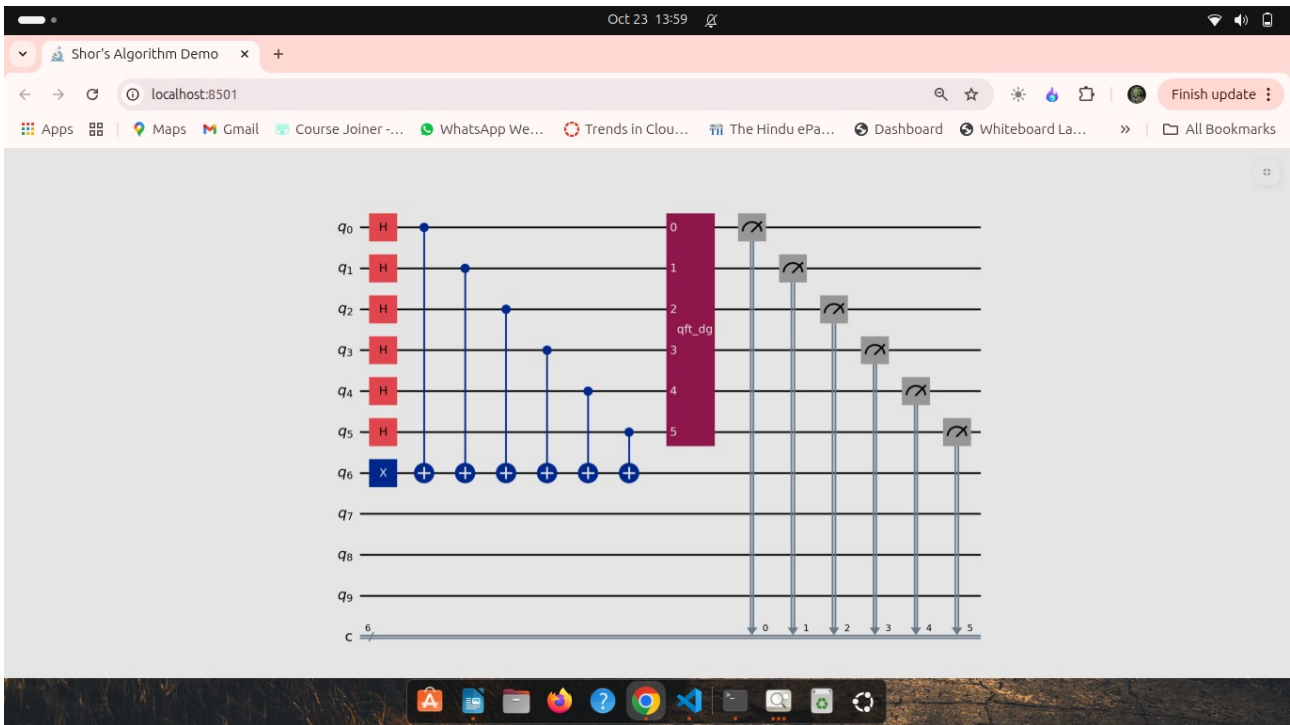 Oct 23 13:59
Shor's Algorithm Demo
localhost:8501
Finish update
Apps Maps Gmail Course Joiner -... WhatsApp We... Trends in Clou... TH The Hindu ePa... Dashboard Whiteboard La... » All Bookmarks
q0 H 0
q1 H 1
q2 H 2
qft_dg
q3 H 3
q4 H 4
q5 H 5
q6 X
q7
q8
q9
c 6 0 1 2 3 4 5